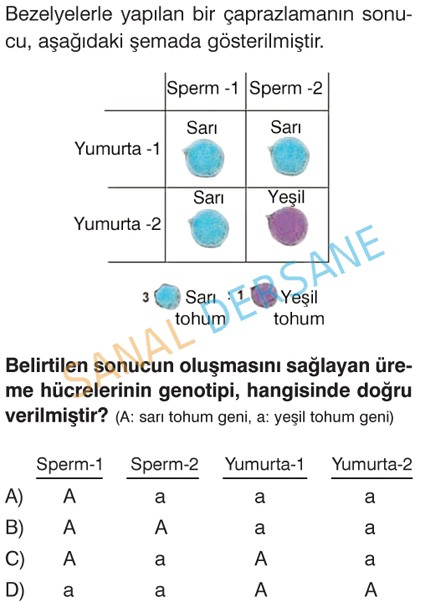 Bezelyelerle yapılan bir çaprazlamanın sonu-
cu, aşağıdaki şemada gösterilmiştir.
Sperm -1 Sperm -2
Sarı Sarı
Yumurta -1
Sarı Yeşil
Yumurta -2
3 Sarı : 1 Yeşil
tohum tohum
SANAL DERSANE
Belirtilen sonucun oluşmasını sağlayan üre-
me hücrelerinin genotipi, hangisinde doğru
verilmiştir? (A: sarı tohum geni, a: yeşil tohum geni)
Sperm-1 Sperm-2 Yumurta-1 Yumurta-2
A) A a a a
B) A A a a
C) A a A a
D) a a A A